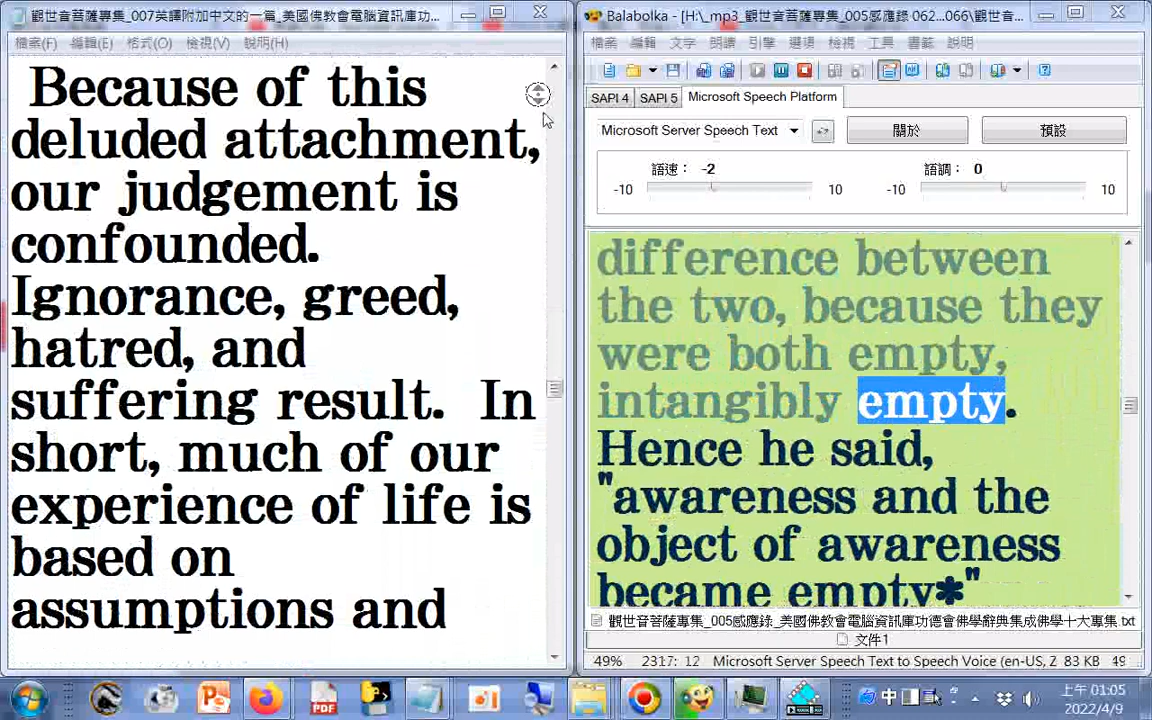 觀世音菩薩專集_007英譯附加中文的一篇_美國佛教會電腦資訊庫功...
檔案(F) 編輯(E) 格式(O) 檢視(V) 說明(H)
Because of this
deluded attachment,
our judgement is
confounded.
Ignorance, greed,
hatred, and
suffering result.  In
short, much of our
experience of life is
based on
assumptions and
Balabolka - [H:\_mp3_觀世音菩薩專集_005感應錄·062...066\觀世音...
檔案 編輯 文字 朗讀 引擎 選項 檢視 工具 書籤 說明
SAPI 4 SAPI 5 Microsoft Speech Platform
Microsoft Server Speech Text 關於 預設
語速： -2 語調： 0
-10 10 -10 10
difference between
the two, because they
were both empty,
intangibly empty.
Hence he said,
"awareness and the
object of awareness
became empty*"
觀世音菩薩專集_005感應錄_美國佛教會電腦資訊庫功德會佛學辭典集成佛學十大專集 txt
文件1
49% 2317: 12 Microsoft Server Speech Text to Speech Voice (en-US, Z 83 KB 49
中 上午 01:05
2022/4/9